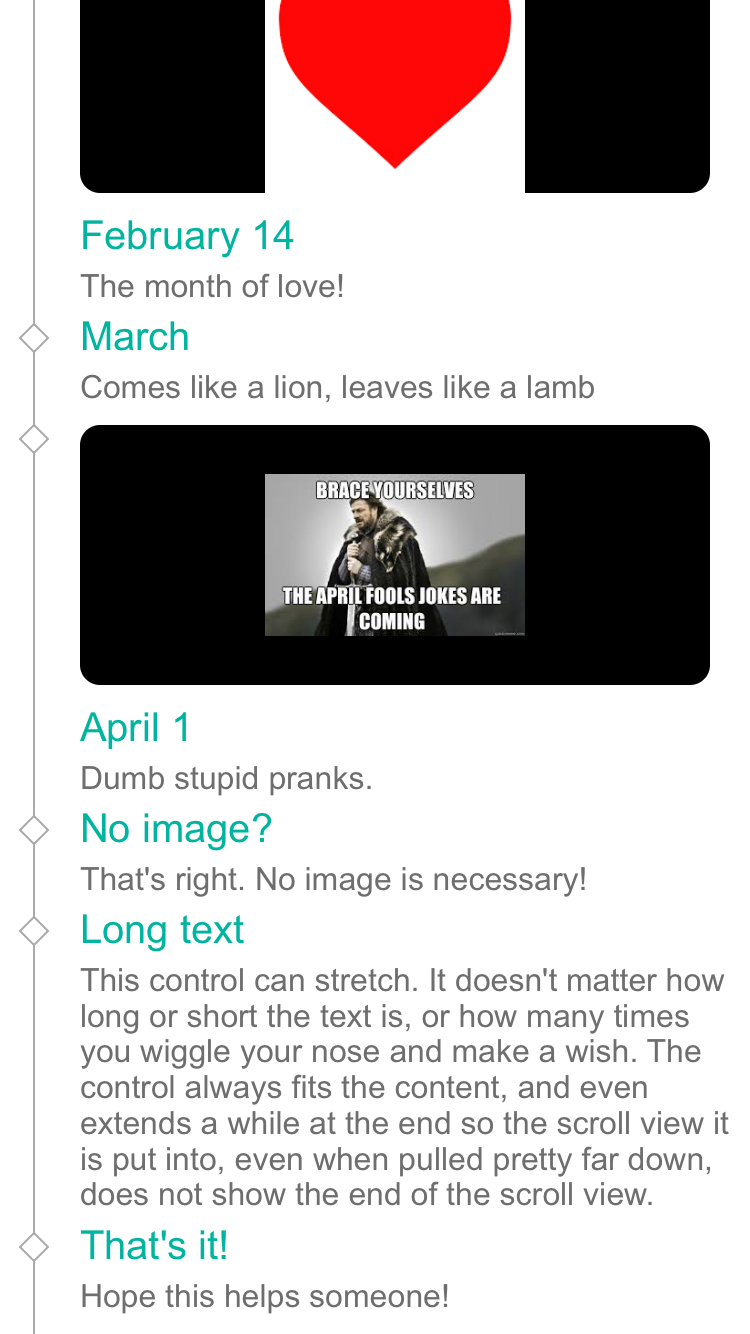 February 14
The month of love!
March
Comes like a lion, leaves like a lamb
BRACE YOURSELVES
THE APRIL FOOLS JOKES ARE
COMING
April 1
Dumb stupid pranks.
No image?
That's right. No image is necessary!
Long text
This control can stretch. It doesn't matter how
long or short the text is, or how many times
you wiggle your nose and make a wish. The
control always fits the content, and even
extends a while at the end so the scroll view it
is put into, even when pulled pretty far down,
does not show the end of the scroll view.
That's it!
Hope this helps someone!